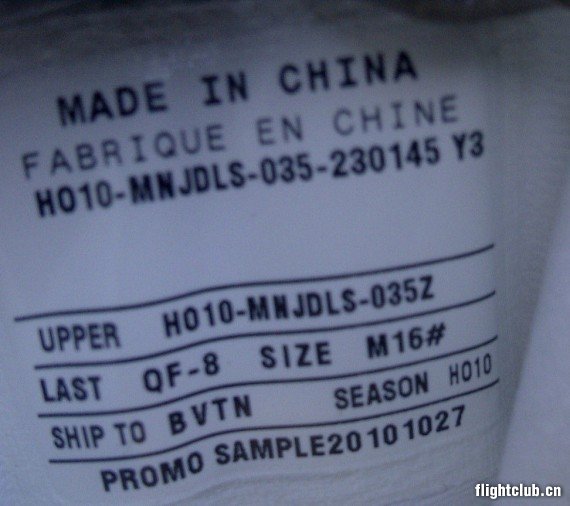 MADE IN CHINA
FABRIQUE EN CHINE
HO10-MNJDLS-035-230145 Y3
UPPER HO10-MNJDLS-035Z
LAST QF-8 SIZE M16#
SHIP TO BVTN SEASON HO10
PROMO SAMPLE20101027
flightclub.cn